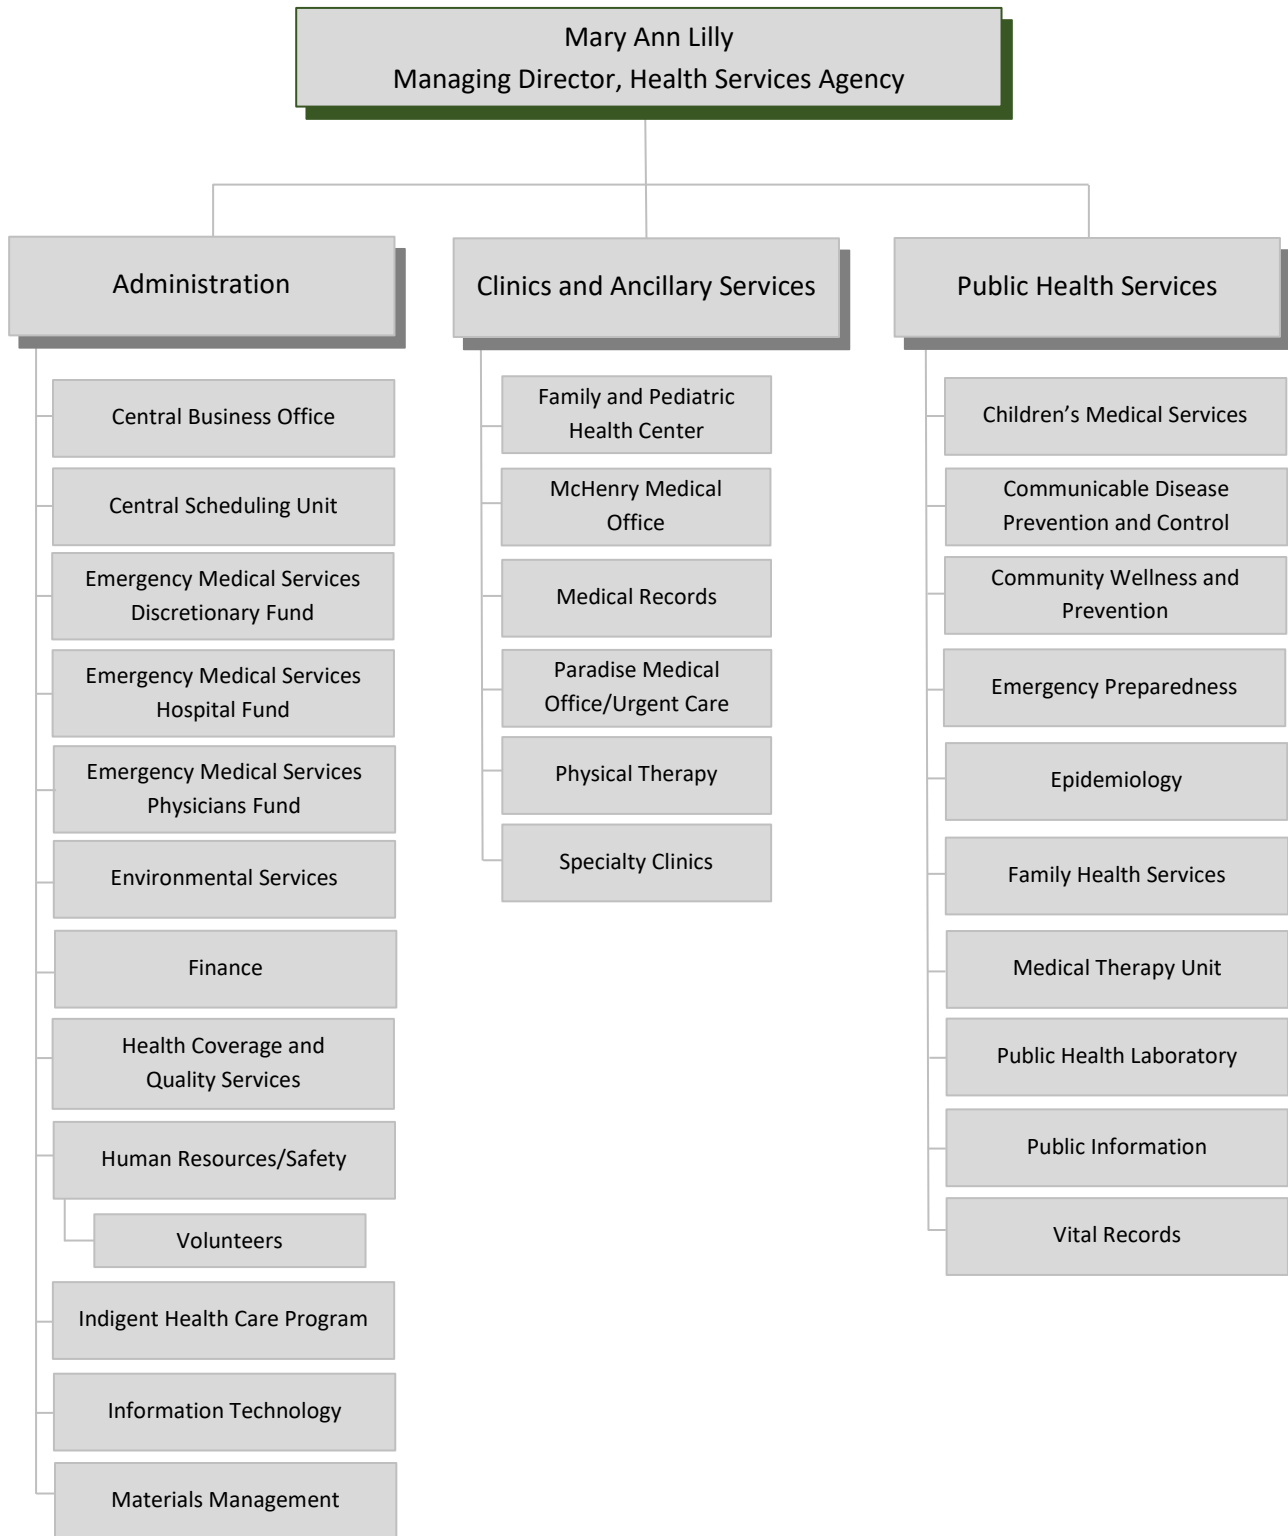 Mary Ann Lilly
Managing Director, Health Services Agency
Administration
Central Business Office
Central Scheduling Unit
Emergency Medical Services
Discretionary Fund
Emergency Medical Services
Hospital Fund
Emergency Medical Services
Physicians Fund
Environmental Services
Finance
Health Coverage and
Quality Services
Human Resources/Safety
Volunteers
Indigent Health Care Program
Information Technology
Materials Management
Clinics and Ancillary Services
Family and Pediatric
Health Center
McHenry Medical
Office
Medical Records
Paradise Medical
Office/Urgent Care
Physical Therapy
Specialty Clinics
Public Health Services
Children’s Medical Services
Communicable Disease
Prevention and Control
Community Wellness and
Prevention
Emergency Preparedness
Epidemiology
Family Health Services
Medical Therapy Unit
Public Health Laboratory
Public Information
Vital Records